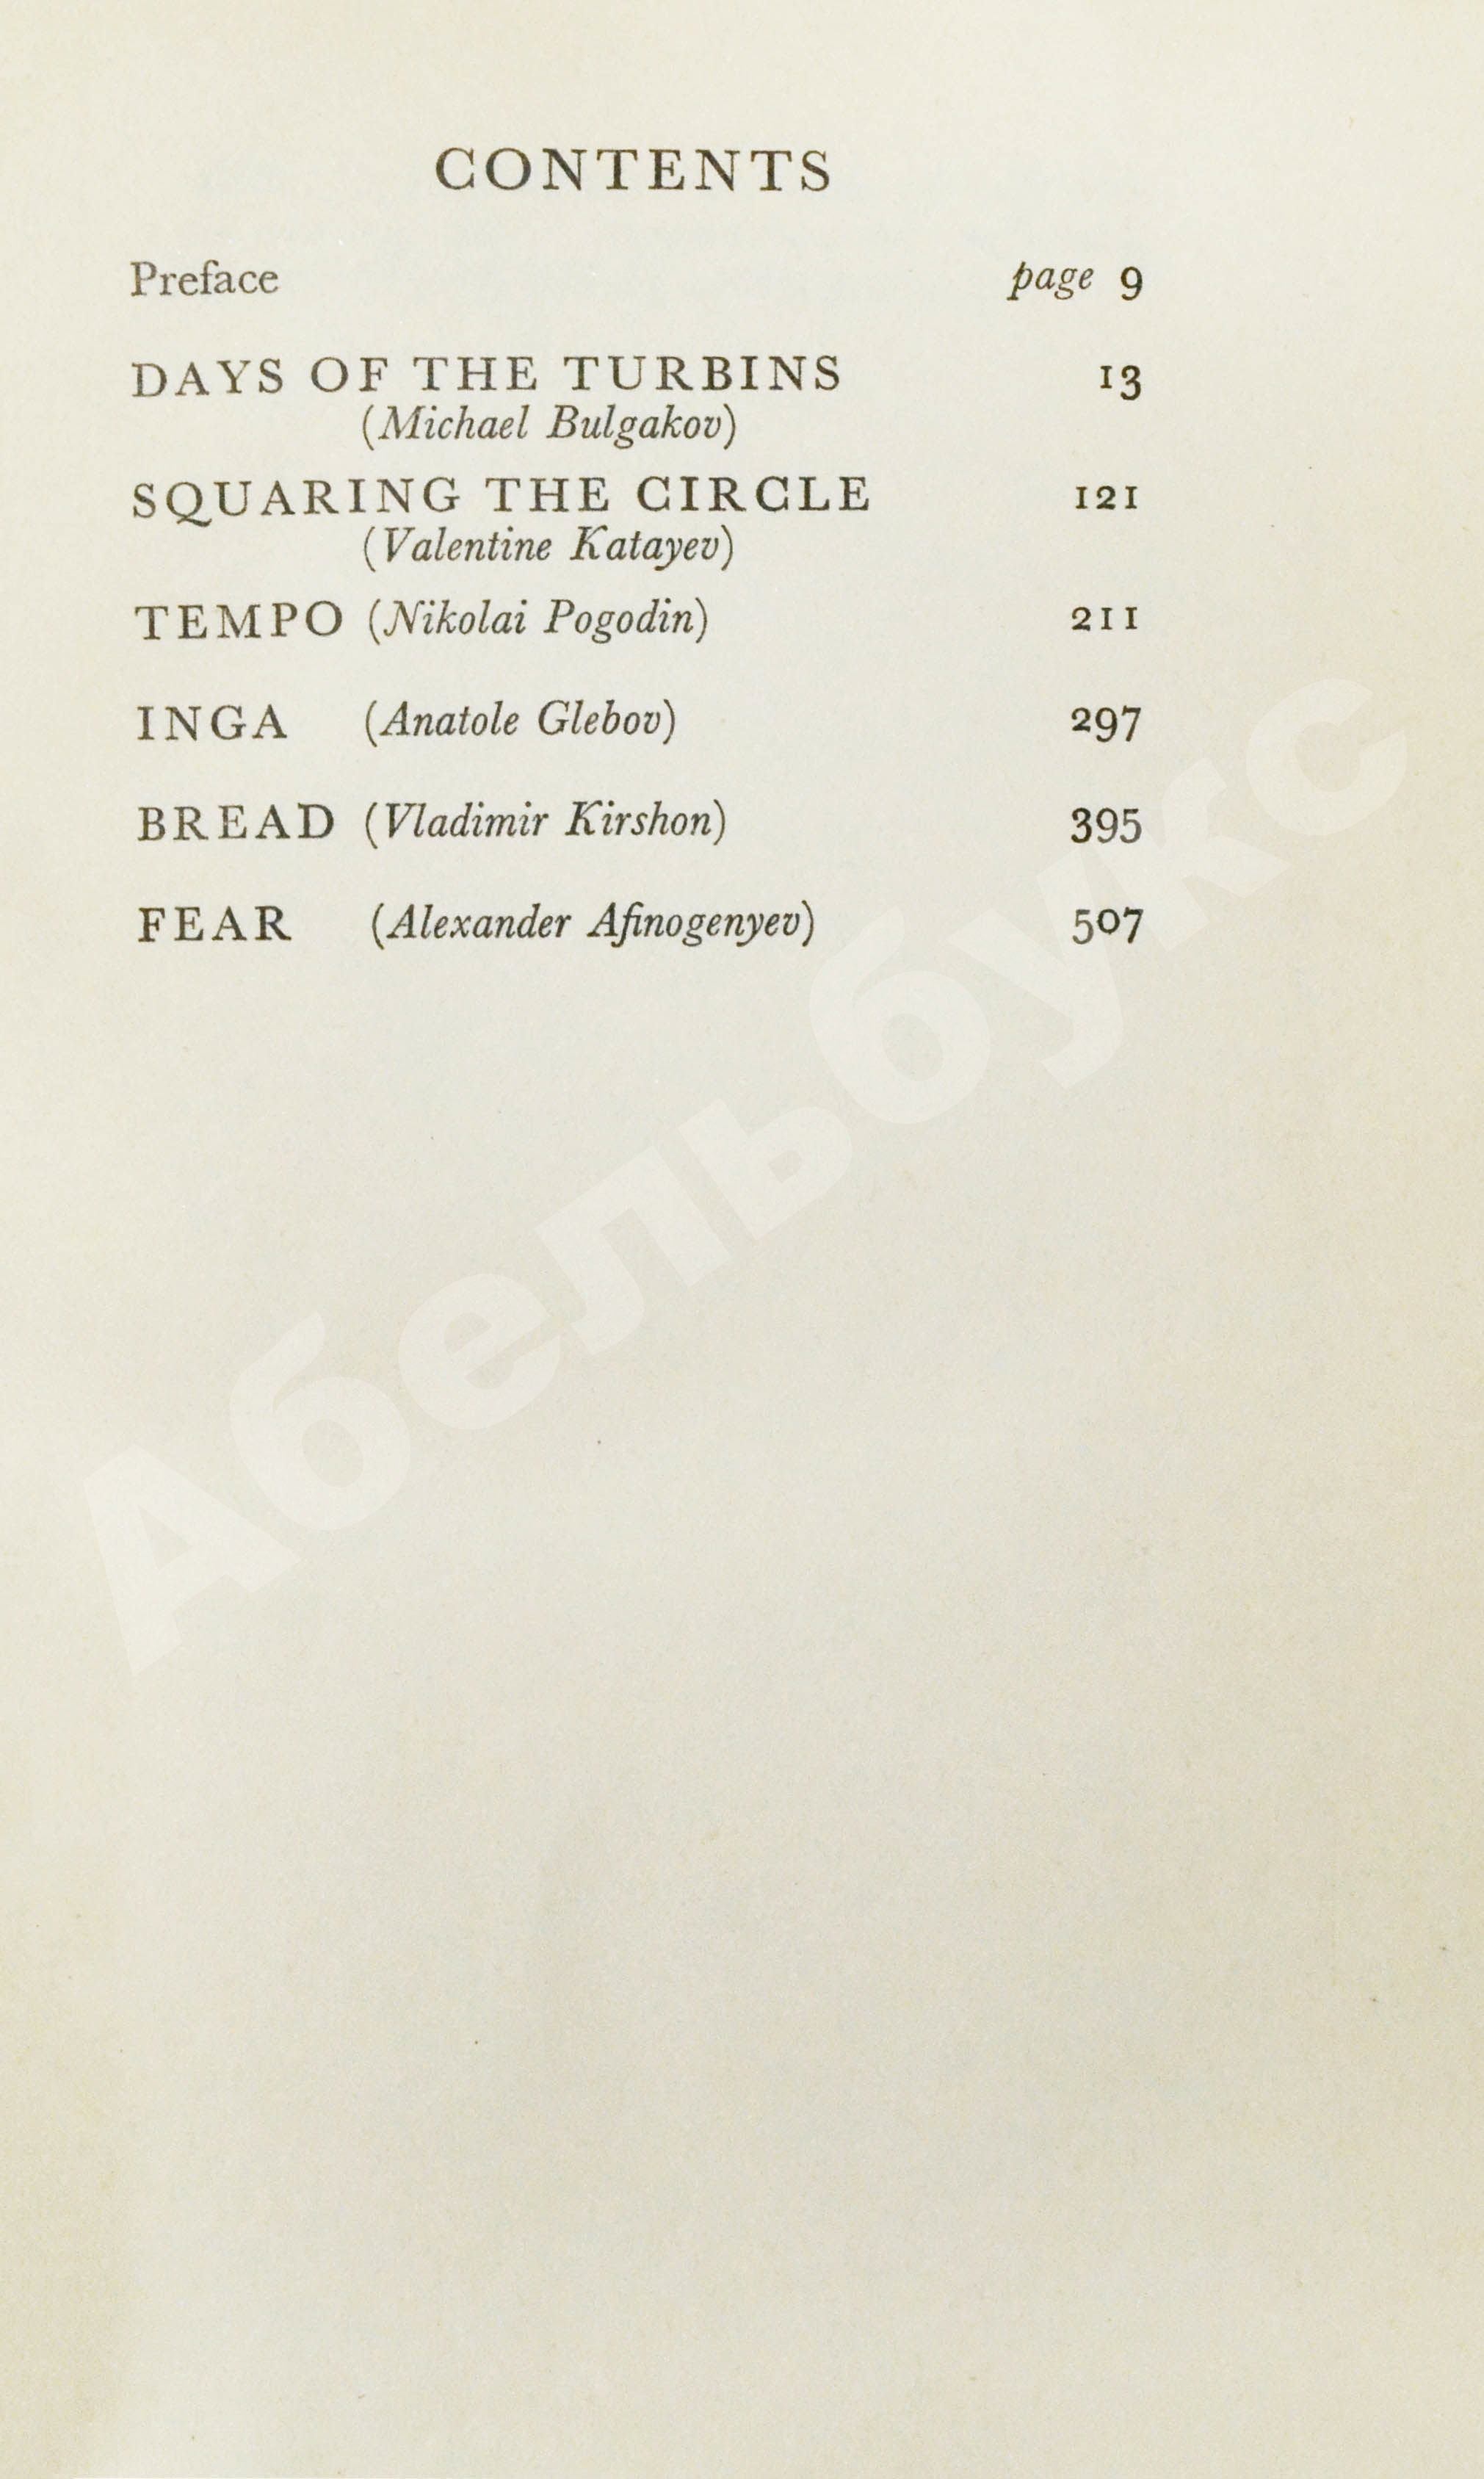 CONTENTS
Preface page 9
DAYS OF THE TURBINS 13
(Michael Bulgakov)
SQUARING THE CIRCLE 121
(Valentine Katayev)
TEMPO (Nikolai Pogodin) 211
INGA (Anatole Glebov) 297
BREAD (Vladimir Kirshon) 395
FEAR (Alexander Afinogenyev) 507
Абельбукс